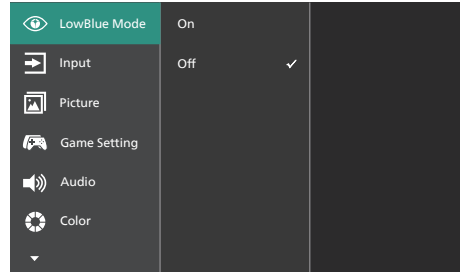 LowBlue Mode
On
Input
Off
Picture
Game Setting
Audio
Color